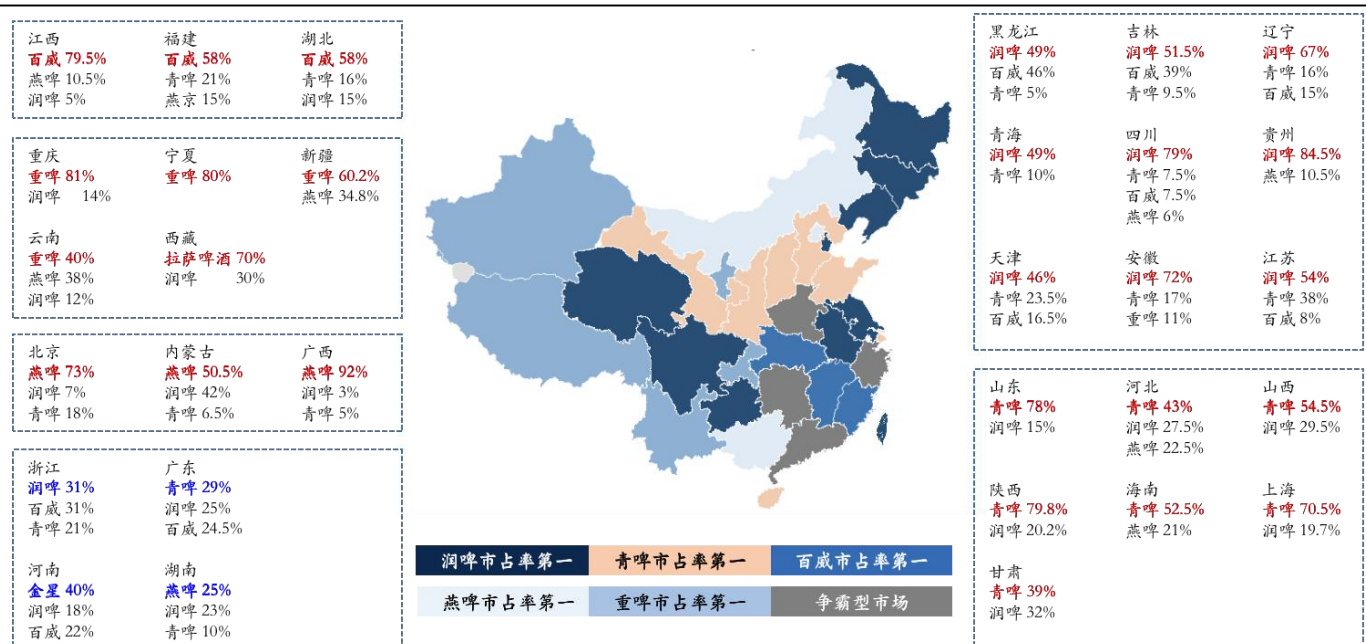 江西 福建 湖北
百威 79.5% 百威 58% 百威 58%
燕啤 10.5% 青啤 21% 青啤 16%
润啤 5% 燕京 15% 润啤 15%
重庆 宁夏 新疆
重啤 81% 重啤 80% 重啤 60.2%
润啤 14% 燕啤 34.8%
云南 西藏
重啤 40% 拉萨啤酒 70%
燕啤 38% 润啤 30%
润啤 12%
北京 内蒙古 广西
燕啤 73% 燕啤 50.5% 燕啤 92%
润啤 7% 润啤 42% 润啤 3%
青啤 18% 青啤 6.5% 青啤 5%
浙江 广东
润啤 31% 青啤 29%
百威 31% 润啤 25%
青啤 21% 百威 24.5%
河南 湖南
金星 40% 燕啤 25%
润啤 18% 润啤 23%
百威 22% 青啤 10%
润啤市占率第一 青啤市占率第一 百威市占率第一
燕啤市占率第一 重啤市占率第一 争霸型市场
黑龙江 吉林 辽宁
润啤 49% 润啤 51.5% 润啤 67%
百威 46% 百威 39% 青啤 16%
青啤 5% 青啤 9.5% 百威 15%
青海 四川 贵州
润啤 49% 润啤 79% 润啤 84.5%
青啤 10% 青啤 7.5% 燕啤 10.5%
百威 7.5%
燕啤 6%
天津 安徽 江苏
润啤 46% 润啤 72% 润啤 54%
青啤 23.5% 青啤 17% 青啤 38%
百威 16.5% 重啤 11% 百威 8%
山东 河北 山西
青啤 78% 青啤 43% 青啤 54.5%
润啤 15% 润啤 27.5% 润啤 29.5%
燕啤 22.5%
陕西 海南 上海
青啤 79.8% 青啤 52.5% 青啤 70.5%
润啤 20.2% 燕啤 21% 润啤 19.7%
甘肃
青啤 39%
润啤 32%